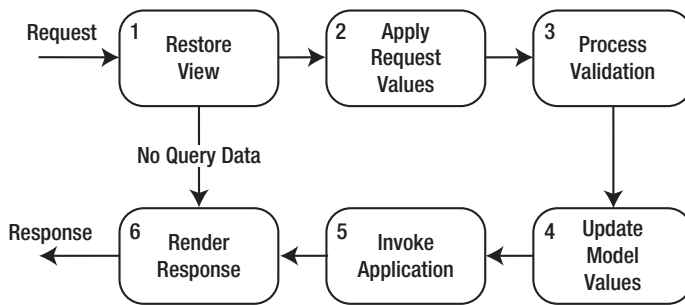 Request
1
Restore
View
2
Apply
Request
Values
3
Process
Validation
No Query Data
Response
6
Render
Response
5
Invoke
Application
4
Update
Model
Values